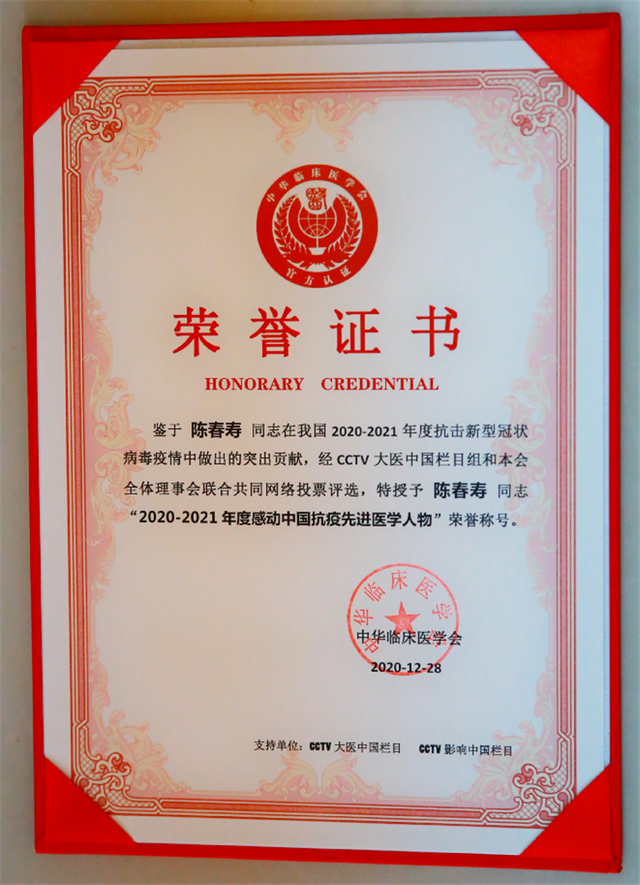 中华临床医学会
官方认证
荣誉证书
HONORARY CREDENTIAL
鉴于 陈春寿 同志在我国 2020-2021 年度抗击新型冠状
病毒疫情中做出的突出贡献，经 CCTV 大医中国栏目组和本会
全体理事会联合共同网络投票评选，特授予 陈春寿 同志
“2020-2021 年度感动中国抗疫先进医学人物”荣誉称号。
中华临床医学会
中华临床医学会
2020-12-28
支持单位：CCTV 大医中国栏目 CCTV 影响中国栏目